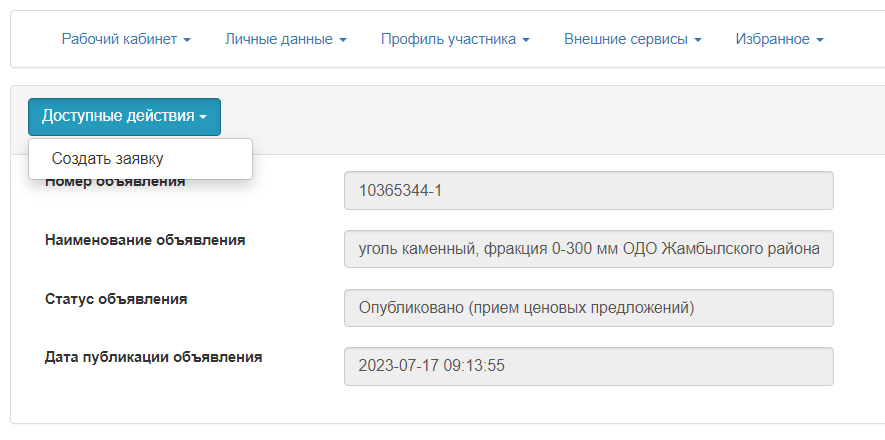 Рабочий кабинет Личные данные Профиль участника Внешние сервисы Избранное
Доступные действия
Создать заявку
Номер объявления 10365344-1
Наименование объявления уголь каменный, фракция 0-300 мм ОДО Жамбылского района
Статус объявления Опубликовано (прием ценовых предложений)
Дата публикации объявления 2023-07-17 09:13:55